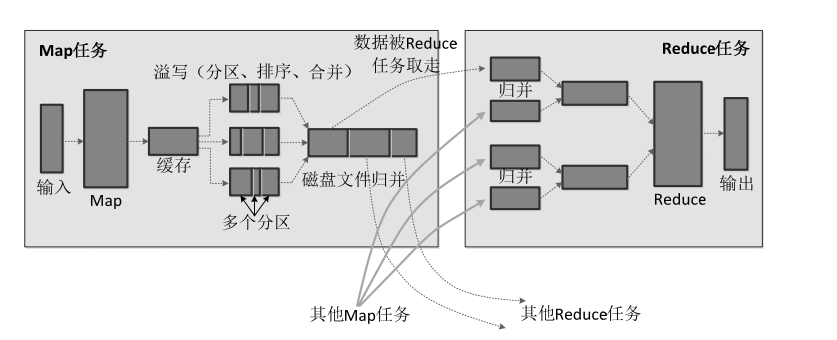 Map任务
数据被Reduce
任务取走
Reduce任务
溢写（分区、排序、合并）
归并
输入
Map
缓存
磁盘文件归并
多个分区
归并
Reduce
输出
其他Map任务
其他Reduce任务